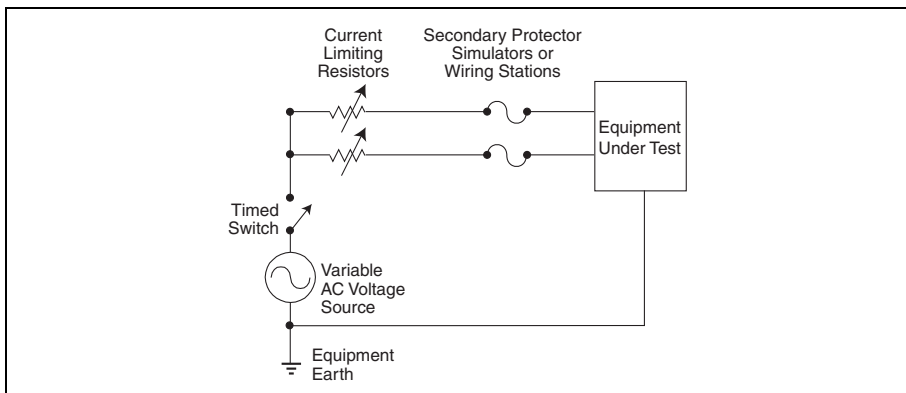 Current
Limiting
Resistors
Secondary Protector
Simulators or
Wiring Stations
Equipment
Under Test
Timed
Switch
Variable
AC Voltage
Source
Equipment
Earth